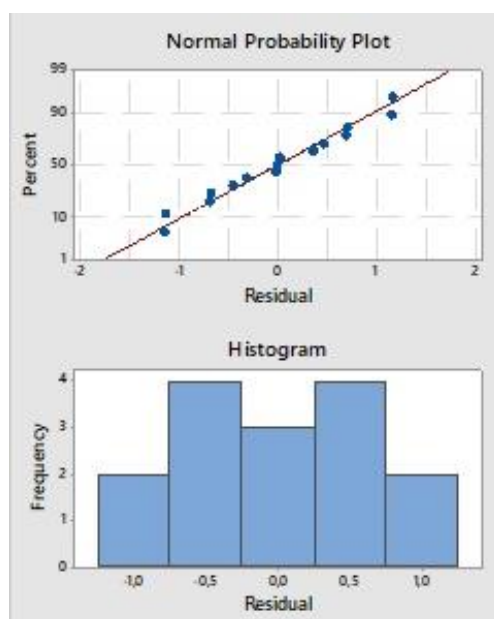 Normal Probability Plot
99
90
50
10
1
Percent
-2 -1 0 1 2
Residual
Histogram
4
3
2
1
0
Frequency
-1,0 -0,5 0,0 0,5 1,0
Residual